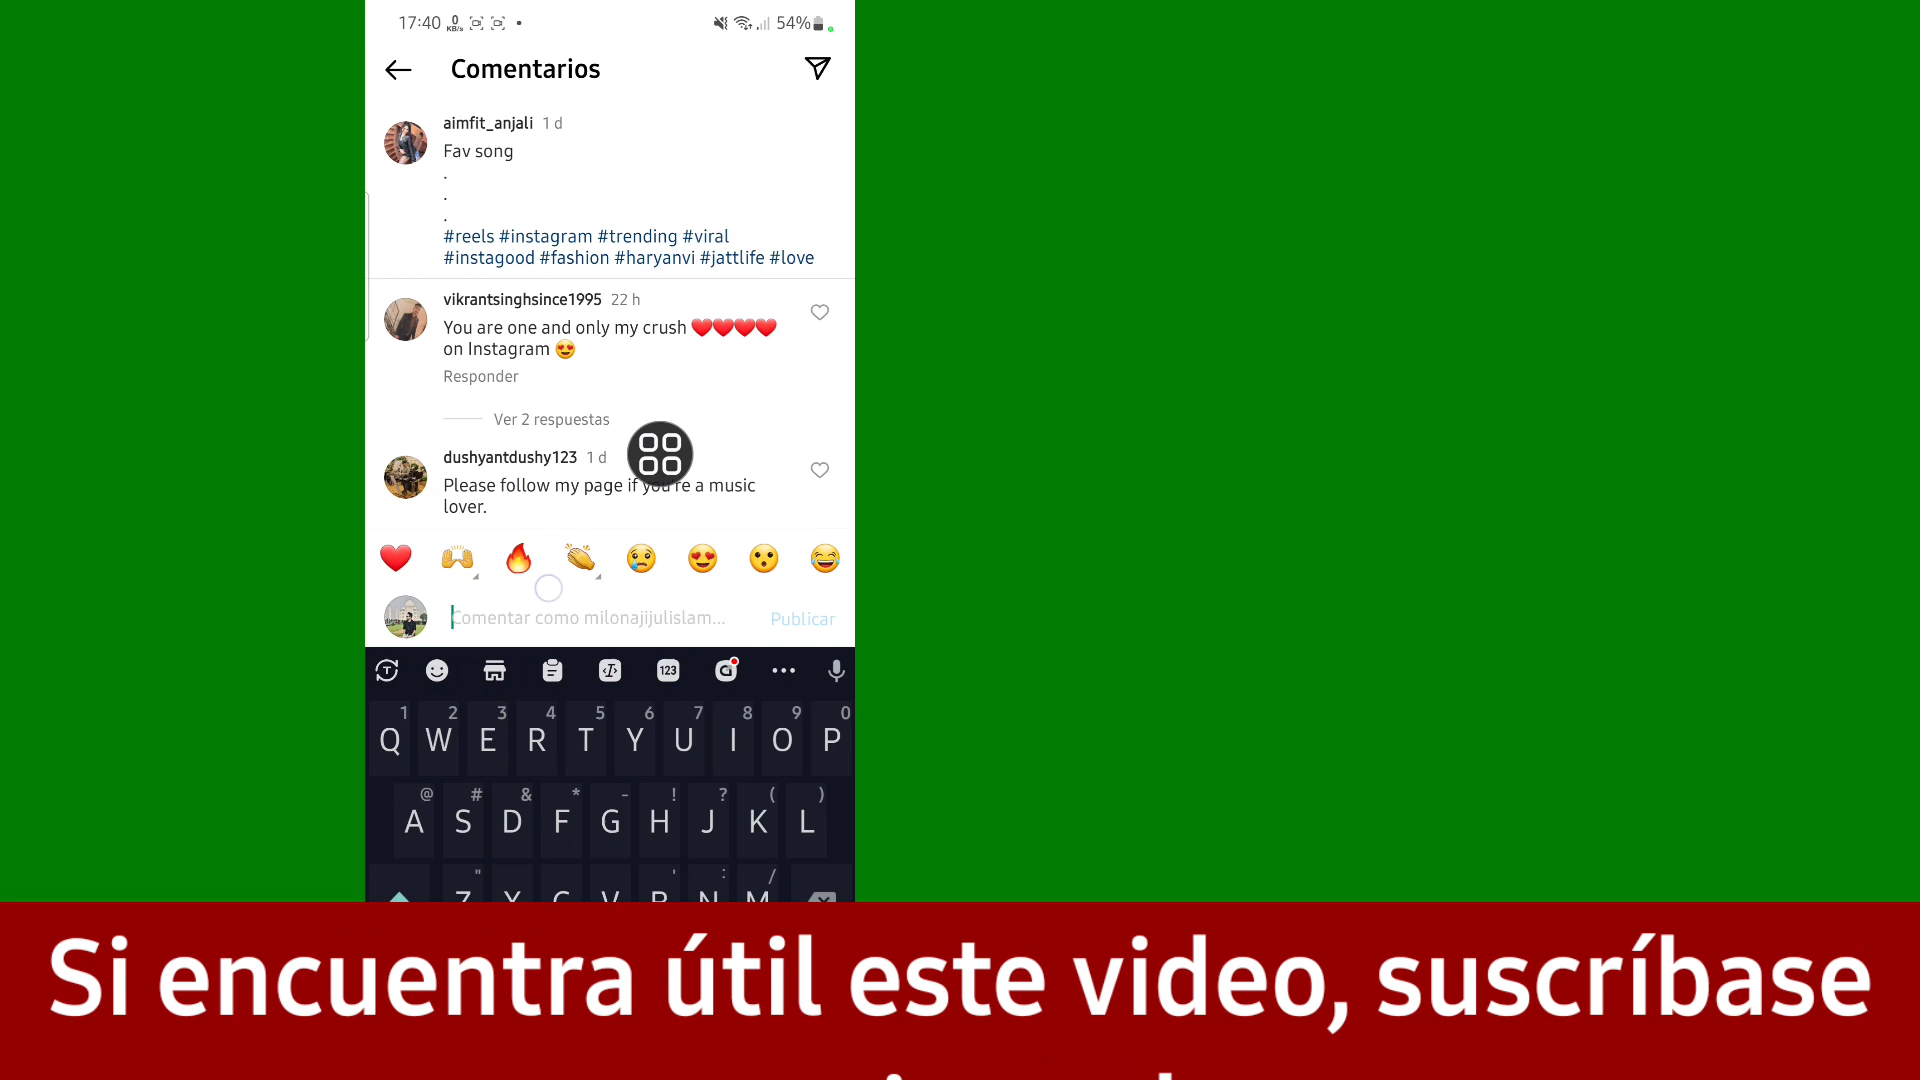 17:40 0 KB/s 54%
Comentarios
aimfit_anjali 1 d
Fav song
.
.
.
#reels #instagram #trending #viral
#instagood #fashion #haryanvi #jattlife #love
vikrantsinghsince1995 22 h
You are one and only my crush ❤️❤️❤️❤️
on Instagram 😍
Responder
Ver 2 respuestas
dushyantdushy123 1 d
Please follow my page if you're a music
lover.
Comentar como milonajijulislam... Publicar
T T 123
1 2 3 4 5 6 7 8 9 0
Q W E R T Y U I O P
@ # & * - ! ? ( )
A S D F G H J K L
" ' : /
Z X C V B N M
Si encuentra útil este video, suscríbase